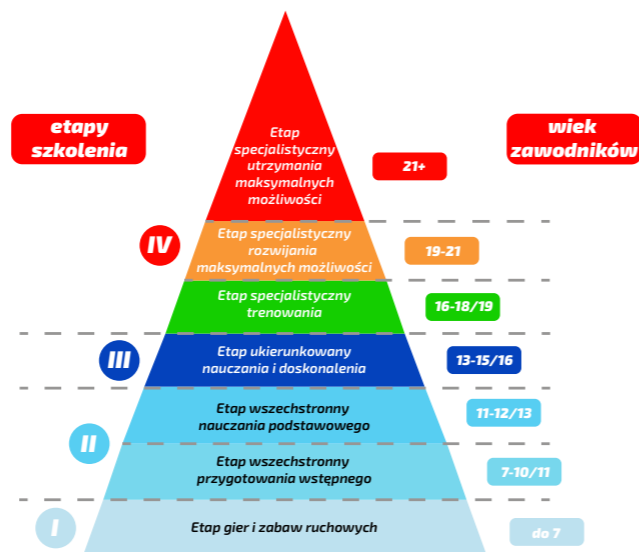 etapy
szkolenia
wiek
zawodników
Etap
specjalistyczny
utrzymania
maksymalnych
możliwości
21+
IV
Etap specjalistyczny
rozwijania
maksymalnych możliwości
19-21
Etap specjalistyczny
trenowania
16-18/19
III
Etap ukierunkowany
nauczania i doskonalenia
13-15/16
II
Etap wszechstronny
nauczania podstawowego
11-12/13
Etap wszechstronny
przygotowania wstępnego
7-10/11
I
Etap gier i zabaw ruchowych
do 7